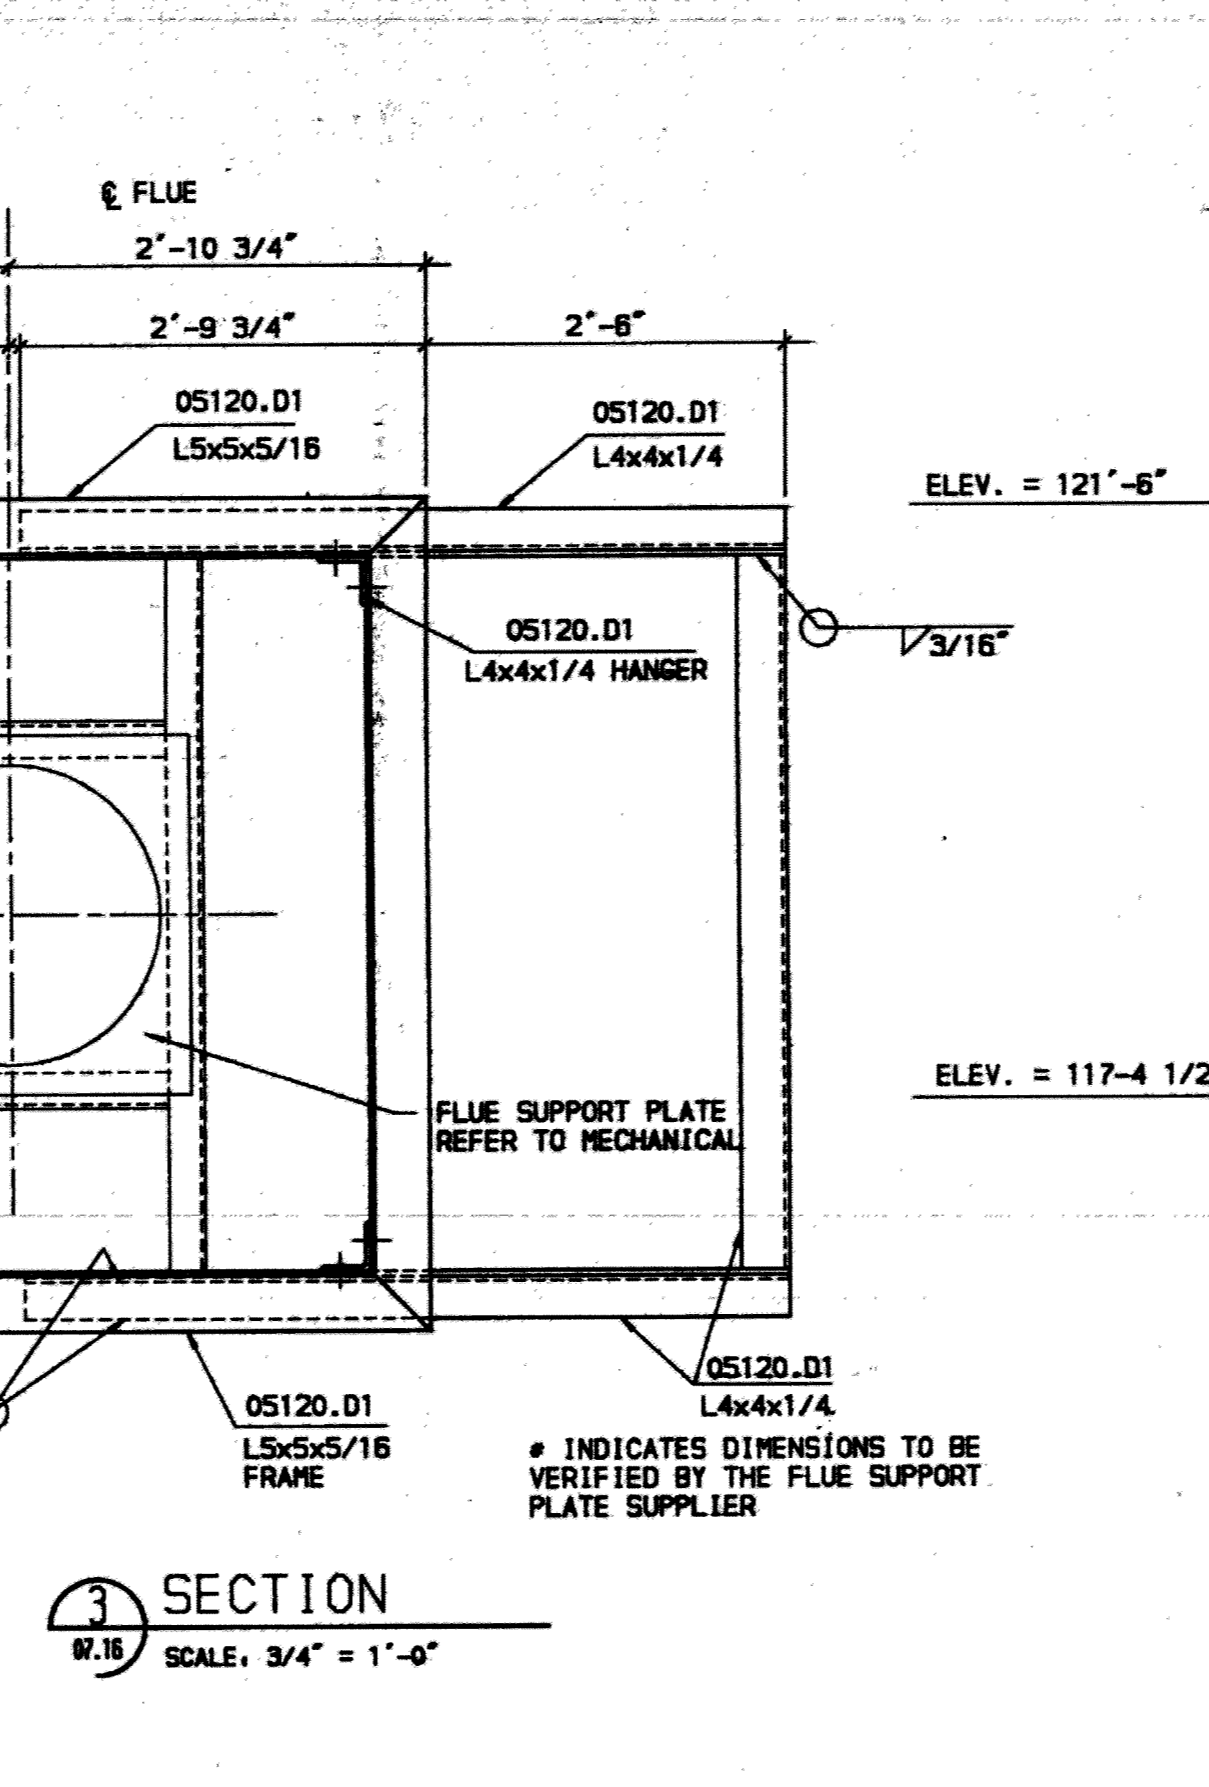 ℄ FLUE
2'-10 3/4"
2'-9 3/4"
2'-6"
05120.D1
L5x5x5/16
05120.D1
L4x4x1/4
ELEV. = 121'-6"
05120.D1
L4x4x1/4 HANGER
3/16"
ELEV. = 117-4 1/2
FLUE SUPPORT PLATE
REFER TO MECHANICAL
05120.D1
L4x4x1/4
05120.D1
L5x5x5/16
FRAME
# INDICATES DIMENSIONS TO BE
VERIFIED BY THE FLUE SUPPORT
PLATE SUPPLIER
3
07.16
SECTION
SCALE: 3/4" = 1'-0"